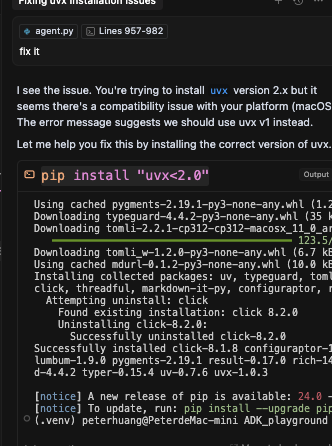 Fixing uvx installation issues
agent.py Lines 957-982
fix it
I see the issue. You're trying to install uvx version 2.x but it
seems there's a compatibility issue with your platform (macOS
The error message suggests we should use uvx v1 instead.
Let me help you fix this by installing the correct version of uvx.
pip install "uvx<2.0" Output
Using cached pygments-2.19.1-py3-none-any.whl (1.2
Downloading typeguard-4.4.2-py3-none-any.whl (35 k
Downloading tomli-2.2.1-cp312-cp312-macosx_11_0_ar
123.5/
Downloading tomli_w-1.2.0-py3-none-any.whl (6.7 kB
Using cached mdurl-0.1.2-py3-none-any.whl (10.0 kB
Installing collected packages: uv, typeguard, toml
click, threadful, markdown-it-py, configuraptor, r
Attempting uninstall: click
Found existing installation: click 8.2.0
Uninstalling click-8.2.0:
Successfully uninstalled click-8.2.0
Successfully installed click-8.1.8 configuraptor-1
lumbum-1.9.0 pygments-2.19.1 result-0.17.0 rich-14
d-4.4.2 typer-0.15.4 uv-0.7.6 uvx-1.0.3
[notice] A new release of pip is available: 24.0 -
[notice] To update, run: pip install --upgrade pip
(.venv) peterhuang@PeterdeMac-mini ADK_playground